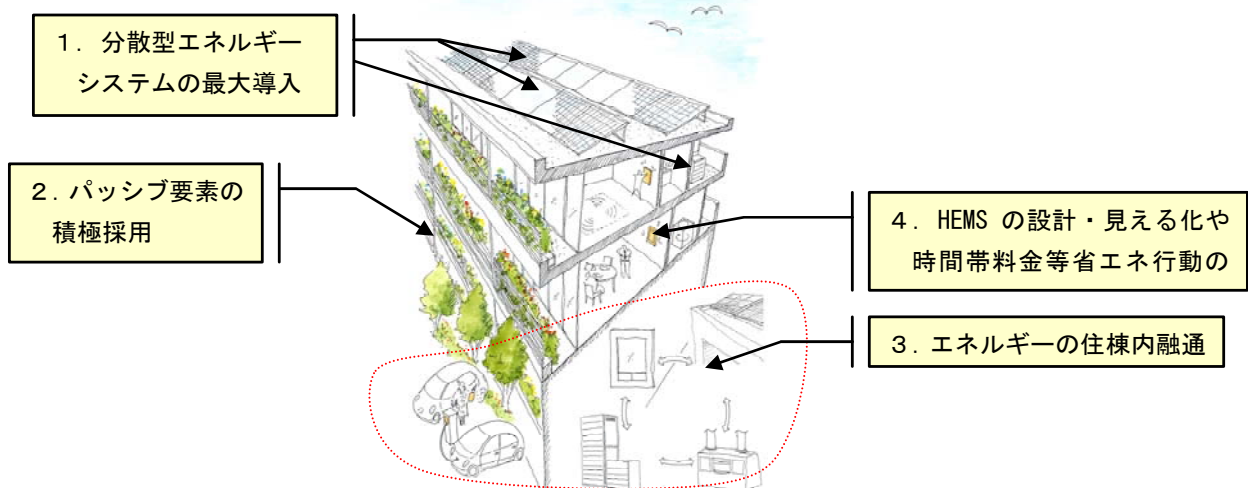 １．分散型エネルギー
システムの最大導入
２．パッシブ要素の
積極採用
４．HEMS の設計・見える化や
時間帯料金等省エネ行動の
３．エネルギーの住棟内融通